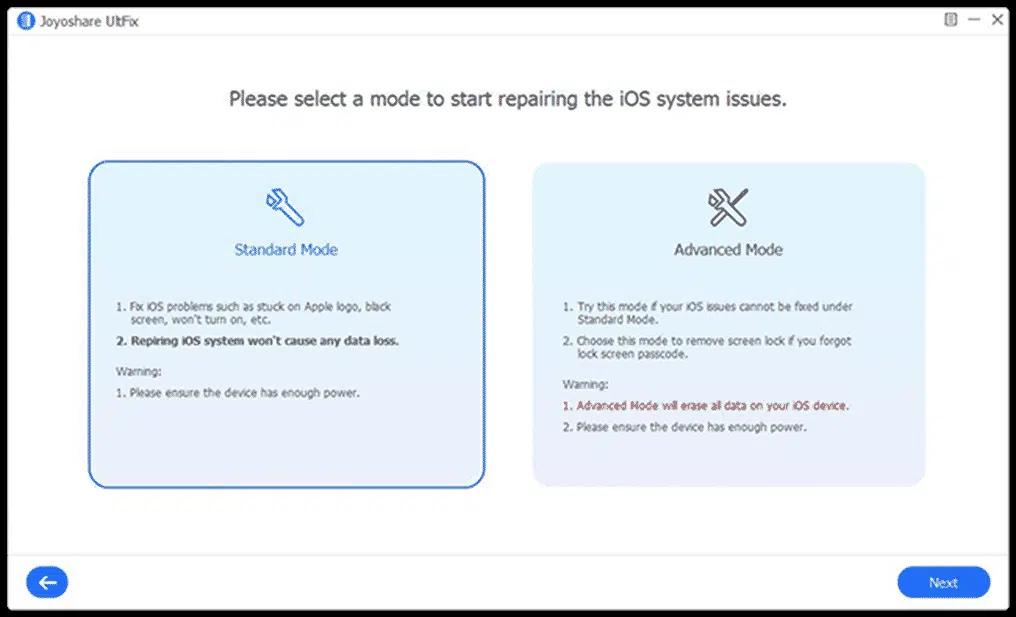 Joyoshare UltFix
Please select a mode to start repairing the iOS system issues.
Standard Mode
1. Fix iOS problems such as stuck on Apple logo, black
screen, won't turn on, etc.
2. Repiring iOS system won't cause any data loss.
Warning:
1. Please ensure the device has enough power.
Advanced Mode
1. Try this mode if your iOS issues cannot be fixed under
Standard Mode.
2. Choose this mode to remove screen lock if you forgot
lock screen passcode.
Warning:
1. Advanced Mode will erase all data on your iOS device.
2. Please ensure the device has enough power.
Next